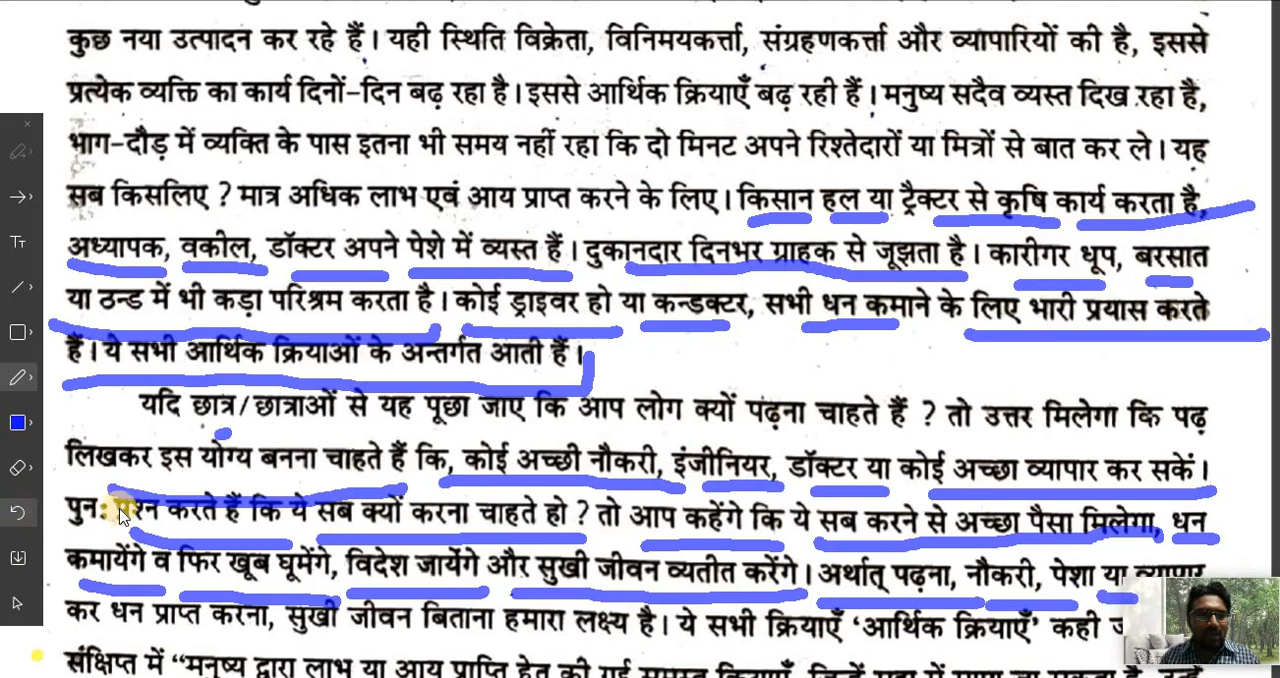 कुछ नया उत्पादन कर रहे हैं। यही स्थिति विक्रेता, विनिमयकर्त्ता, संग्रहणकर्त्ता और व्यापारियों की है, इससे
प्रत्येक व्यक्ति का कार्य दिनों-दिन बढ़ रहा है। इससे आर्थिक क्रियाएँ बढ़ रही हैं। मनुष्य सदैव व्यस्त दिख रहा है,
भाग-दौड़ में व्यक्ति के पास इतना भी समय नहीं रहा कि दो मिनट अपने रिश्तेदारों या मित्रों से बात कर ले। यह
सब किसलिए ? मात्र अधिक लाभ एवं आय प्राप्त करने के लिए। किसान हल या ट्रैक्टर से कृषि कार्य करता है,
अध्यापक, वकील, डॉक्टर अपने पेशे में व्यस्त हैं। दुकानदार दिनभर ग्राहक से जूझता है। कारीगर धूप, बरसात
या ठन्ड में भी कड़ा परिश्रम करता है। कोई ड्राइवर हो या कन्डक्टर, सभी धन कमाने के लिए भारी प्रयास करते
हैं। ये सभी आर्थिक क्रियाओं के अन्तर्गत आती हैं।
यदि छात्र/छात्राओं से यह पूछा जाए कि आप लोग क्यों पढ़ना चाहते हैं ? तो उत्तर मिलेगा कि पढ़
लिखकर इस योग्य बनना चाहते हैं कि, कोई अच्छी नौकरी, इंजीनियर, डॉक्टर या कोई अच्छा व्यापार कर सकें।
पुन: प्रश्न करते हैं कि ये सब क्यों करना चाहते हो ? तो आप कहेंगे कि ये सब करने से अच्छा पैसा मिलेगा, धन
कमायेंगे व फिर खूब घूमेंगे, विदेश जायेंगे और सुखी जीवन व्यतीत करेंगे। अर्थात् पढ़ना, नौकरी, पेशा या व्यापार
कर धन प्राप्त करना, सुखी जीवन बिताना हमारा लक्ष्य है। ये सभी क्रियाएँ 'आर्थिक क्रियाएँ' कही
संक्षिप्त में "मनुष्य द्वारा लाभ या आय प्राप्ति हेतु की गई समस्त क्रियाएँ, जिन्हें